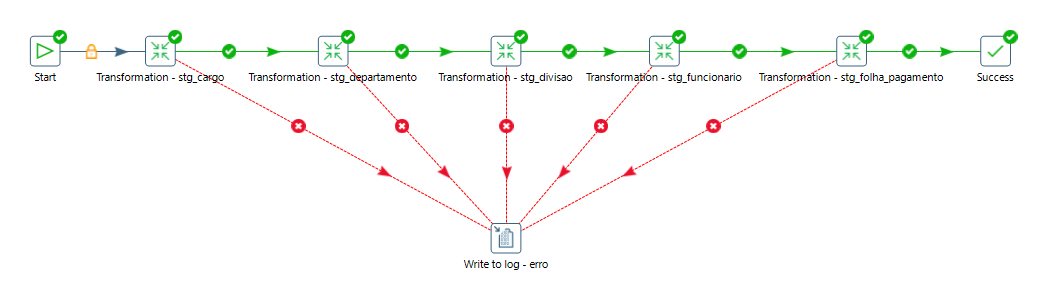 Start
Transformation - stg_cargo
Transformation - stg_departamento
Transformation - stg_divisao
Transformation - stg_funcionario
Transformation - stg_folha_pagamento
Success
Write to log - erro